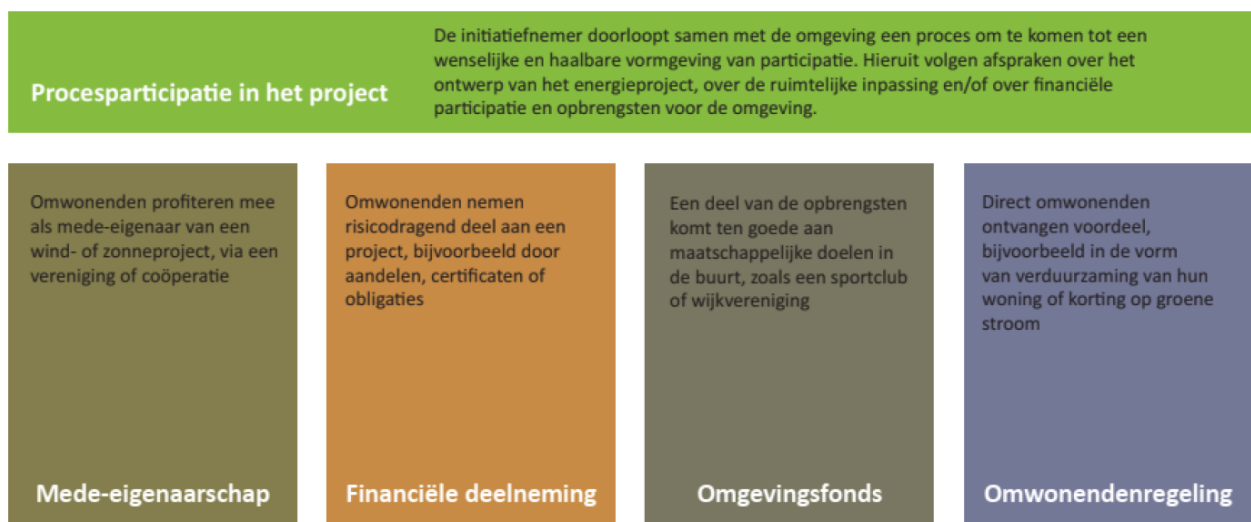 Procesparticipatie in het project
De initiatiefnemer doorloopt samen met de omgeving een proces om te komen tot een
wenselijke en haalbare vormgeving van participatie. Hieruit volgen afspraken over het
ontwerp van het energieproject, over de ruimtelijke inpassing en/of over financiële
participatie en opbrengsten voor de omgeving.
Omwonenden profiteren mee
als mede-eigenaar van een
wind- of zonneproject, via een
vereniging of coöperatie
Mede-eigenaarschap
Omwonenden nemen
risicodragend deel aan een
project, bijvoorbeeld door
aandelen, certificaten of
obligaties
Financiële deelneming
Een deel van de opbrengsten
komt ten goede aan
maatschappelijke doelen in
de buurt, zoals een sportclub
of wijkvereniging
Omgevingsfonds
Direct omwonenden
ontvangen voordeel,
bijvoorbeeld in de vorm
van verduurzaming van hun
woning of korting op groene
stroom
Omwonendenregeling